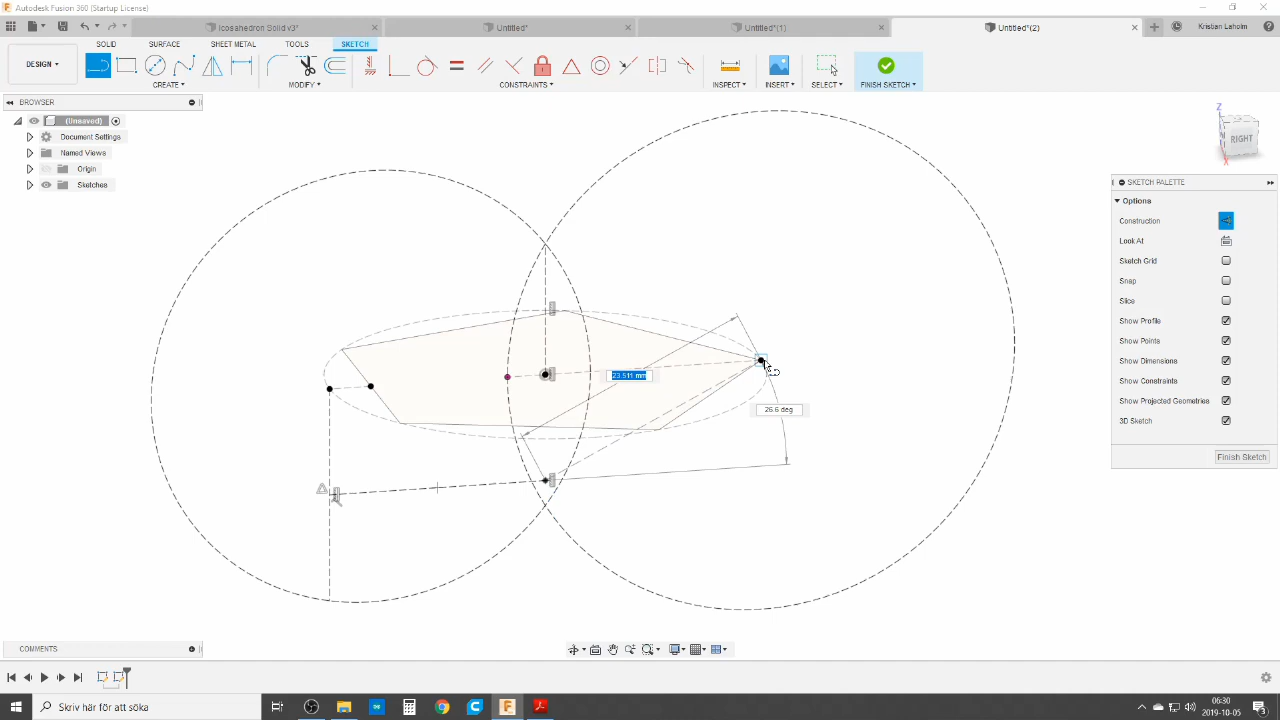 Autodesk Fusion 360 (Startup License)
Icosahedron Solid v3*
Untitled*
Untitled*(1)
Untitled*(2)
Kristian Laholm
SOLID SURFACE SHEET METAL TOOLS SKETCH
DESIGN
CREATE
MODIFY
CONSTRAINTS
INSPECT
INSERT
SELECT
FINISH SKETCH
BROWSER
(Unsaved)
Document Settings
Named Views
Origin
Sketches
Z
RIGHT
X
SKETCH PALETTE
Options
Construction
Look At
Sketch Grid
Snap
Slice
Show Profile
Show Points
Show Dimensions
Show Constraints
Show Projected Geometries
3D Sketch
Finish Sketch
23.511 mm
26.6 deg
COMMENTS
Skriv här för att söka
06:30
2019-10-05
3